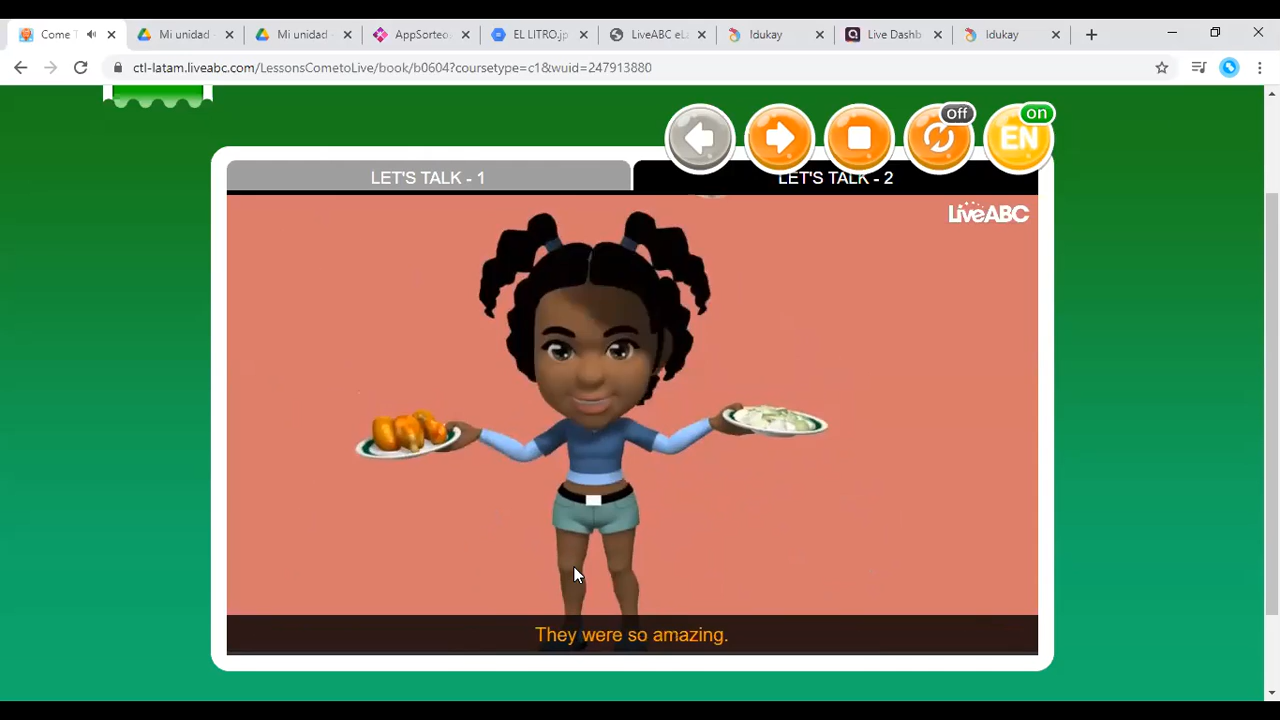 Come T
Mi unidad
Mi unidad
AppSorteo
EL LITRO.jp
LiveABC eL
Idukay
Live Dashb
Idukay
ctl-latam.liveabc.com/LessonsCometoLive/book/b0604?coursetype=c1&wuid=247913880
off
on
EN
LET'S TALK - 1
LET'S TALK - 2
LiveABC
They were so amazing.